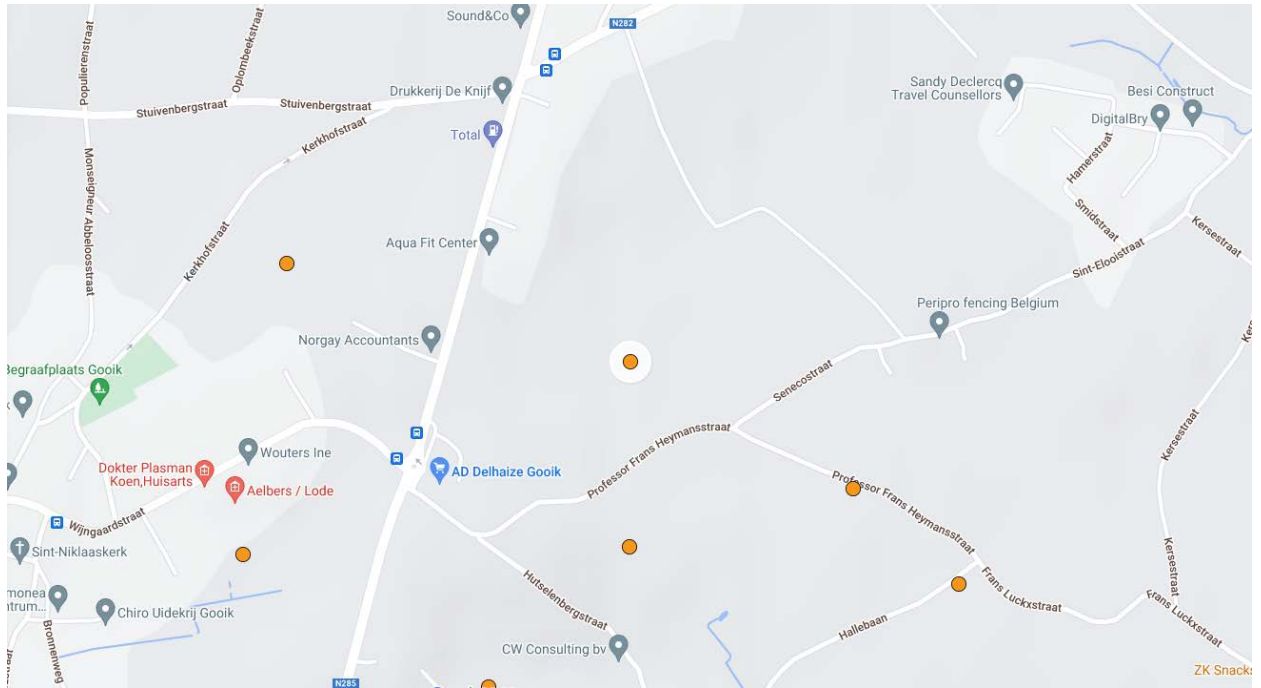 Sound&Co
N282
Populierenstraat
Oplombeekstraat
Drukkerij De Knijf
Sandy Declercq
Travel Counsellors
Besi Construct
DigitalBry
Stuivenbergstraat
Stuivenbergstraat
Kerkhofstraat
Total
Hamerstraat
Monseigneur Abbeloosstraat
Smidstraat
Kersestraat
Kerkhofstraat
Aqua Fit Center
Sint-Elooistraat
Peripro fencing Belgium
Norgay Accountants
Begraafplaats Gooik
Senecostraat
Kersestraat
Wouters Ine
Professor Frans Heymansstraat
Dokter Plasman
Koen,Huisarts
AD Delhaize Gooik
Aelbers / Lode
Professor Frans Heymansstraat
Wijngaardstraat
Sint-Niklaaskerk
Kersestraat
Hutselenbergstraat
Frans Luckxstraat
Frans Luckxstraat
Chiro Uidekrij Gooik
Hallebaan
Bronnenweg
CW Consulting bv
ZK Snacks
N285